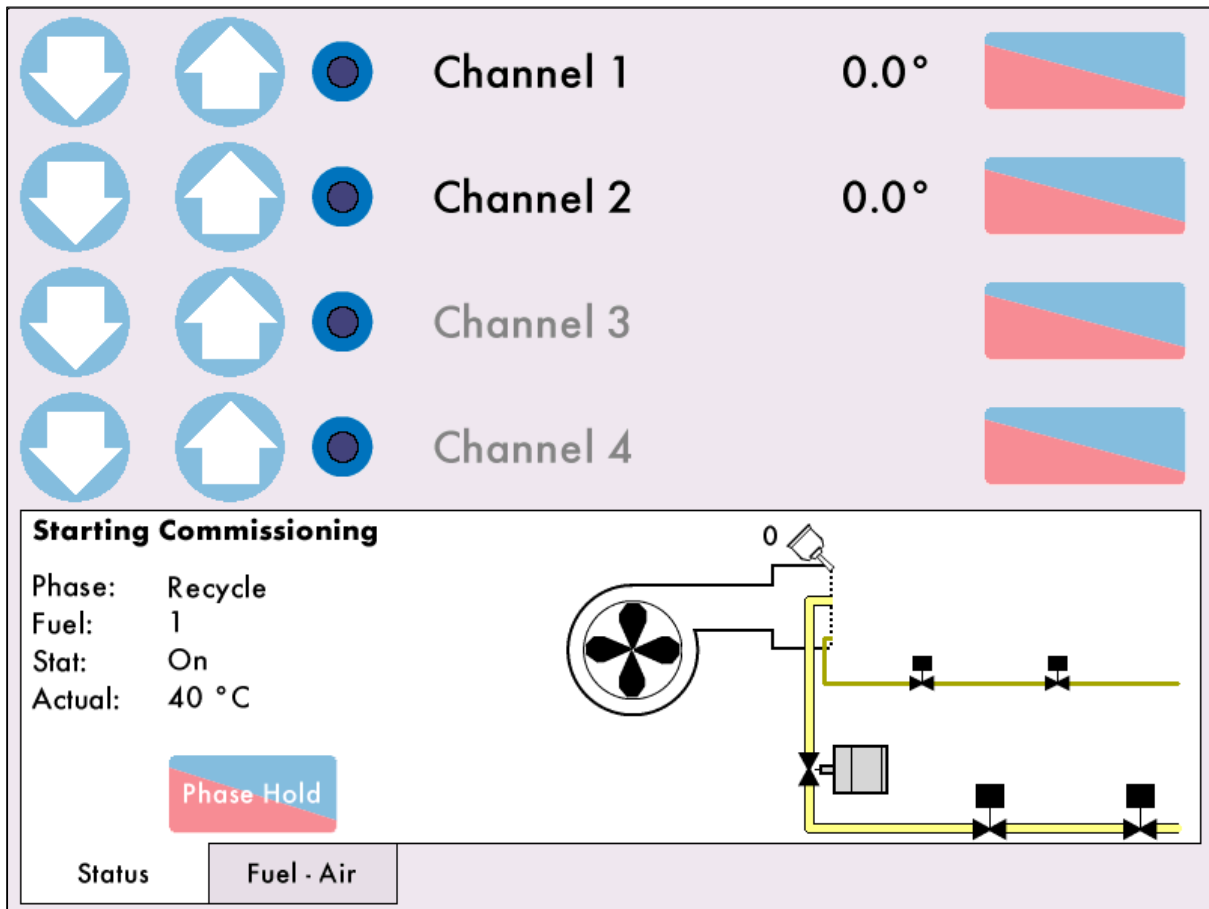 Channel 1 0.0°
Channel 2 0.0°
Channel 3
Channel 4
Starting Commissioning
Phase: Recycle
Fuel: 1
Stat: On
Actual: 40 °C
Phase Hold
0
Status
Fuel - Air